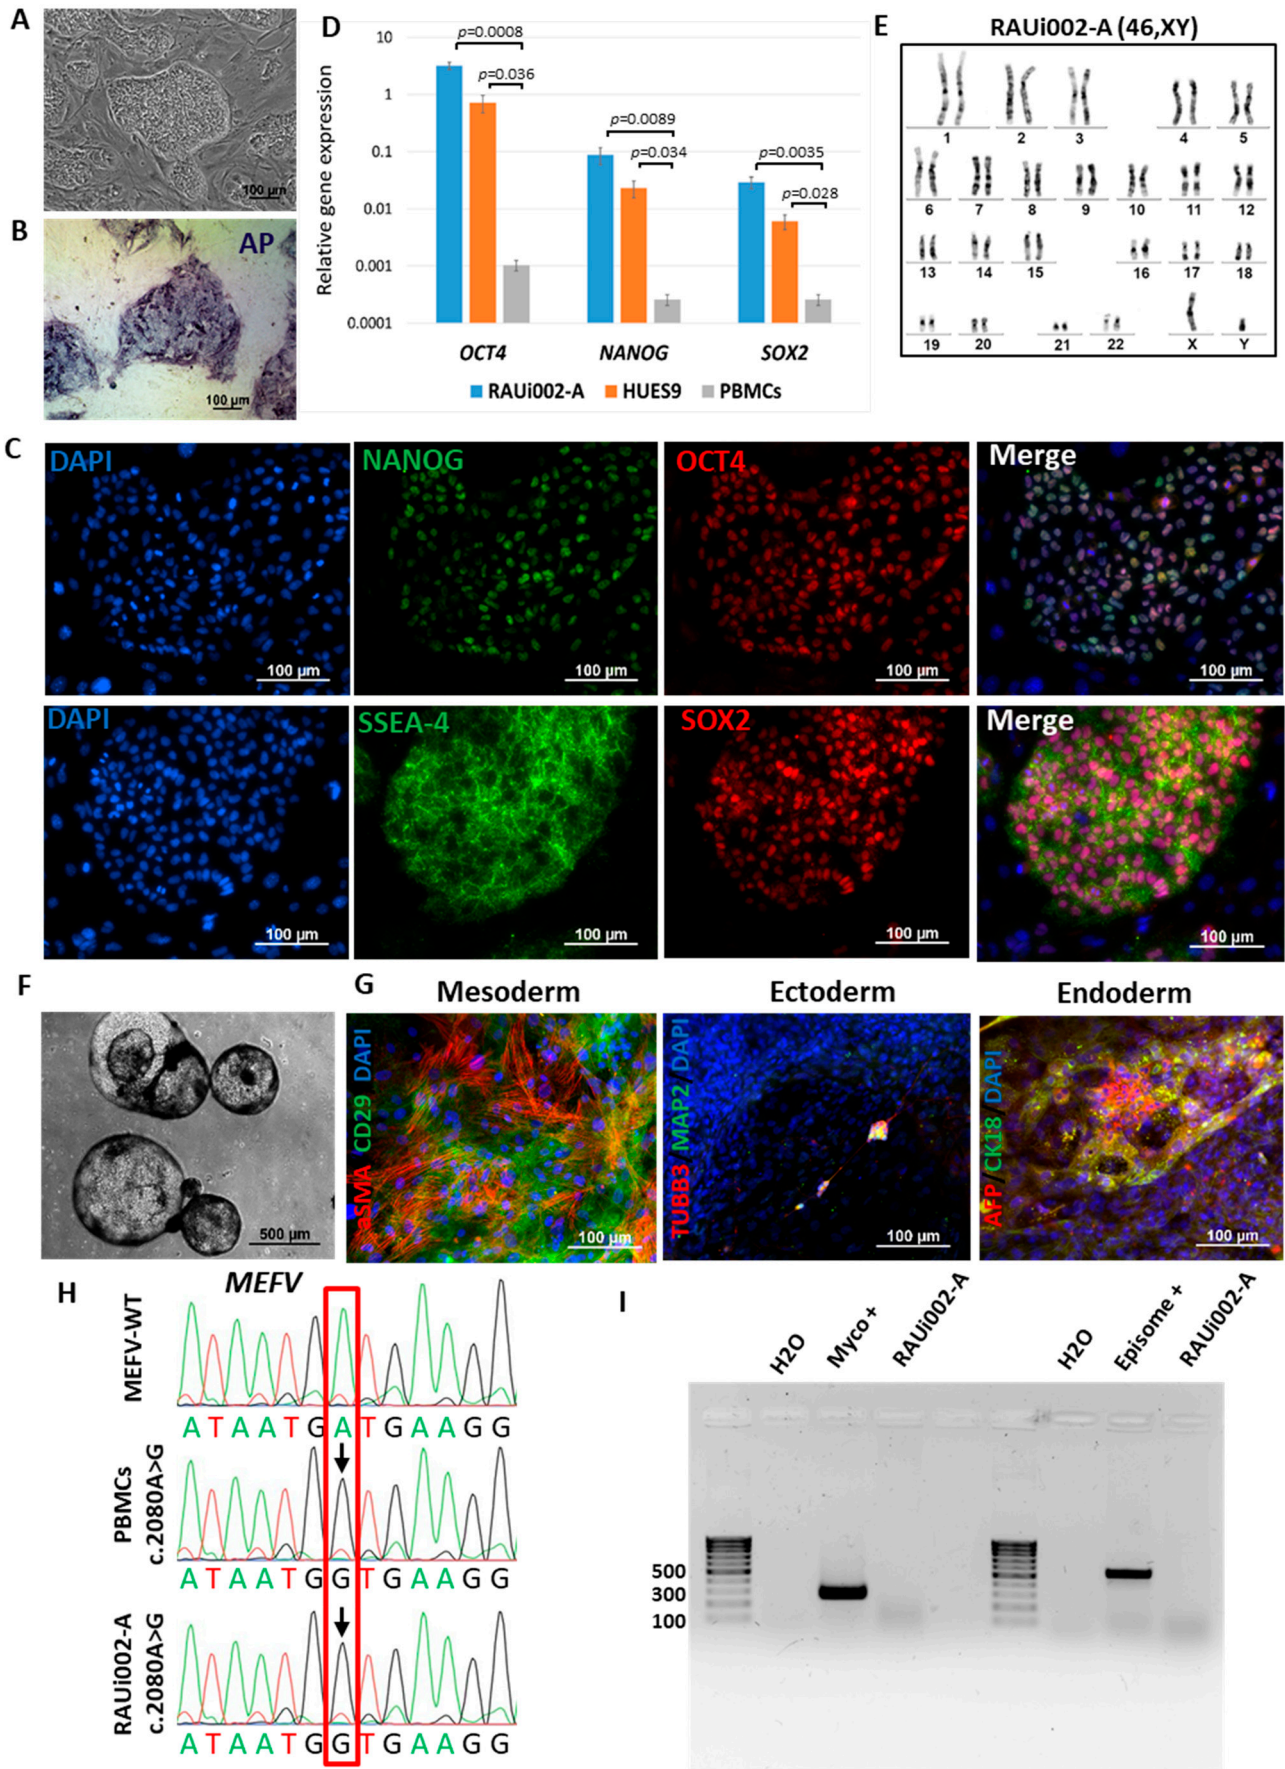 A
100 µm
B
AP
100 µm
D
Relative gene expression
10
1
0.1
0.01
0.001
0.0001
p=0.0008
p=0.036
p=0.0089
p=0.034
p=0.0035
p=0.028
OCT4 NANOG SOX2
RAUi002-A HUES9 PBMCs
E
RAUi002-A (46,XY)
1 2 3 4 5
6 7 8 9 10 11 12
13 14 15 16 17 18
19 20 21 22 X Y
C
DAPI NANOG OCT4 Merge
100 µm 100 µm 100 µm 100 µm
DAPI SSEA-4 SOX2 Merge
100 µm 100 µm 100 µm 100 µm
F
500 µm
G
Mesoderm Ectoderm Endoderm
aSMA/CD29/DAPI
100 µm
TUBB3/MAP2/DAPI
100 µm
AFP/CK18/DAPI
100 µm
H
MEFV
MEFV-WT
ATAATGATGAAGG
PBMCs
c.2080A>G
ATAATGGTGAAGG
RAUi002-A
c.2080A>G
ATAATGGTGAAGG
I
H2O Myco + RAUi002-A H2O Episome + RAUi002-A
500
300
100